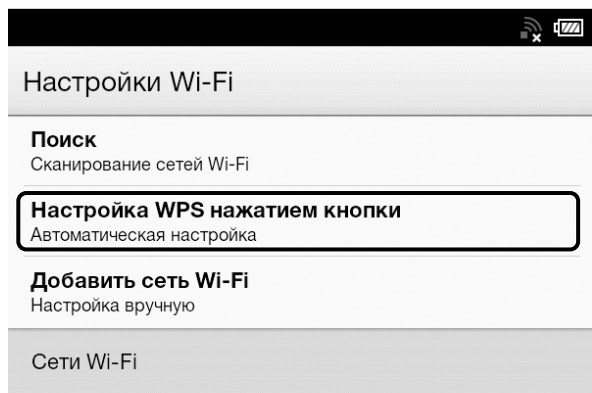 Настройки Wi-Fi
Поиск
Сканирование сетей Wi-Fi
Настройка WPS нажатием кнопки
Автоматическая настройка
Добавить сеть Wi-Fi
Настройка вручную
Сети Wi-Fi